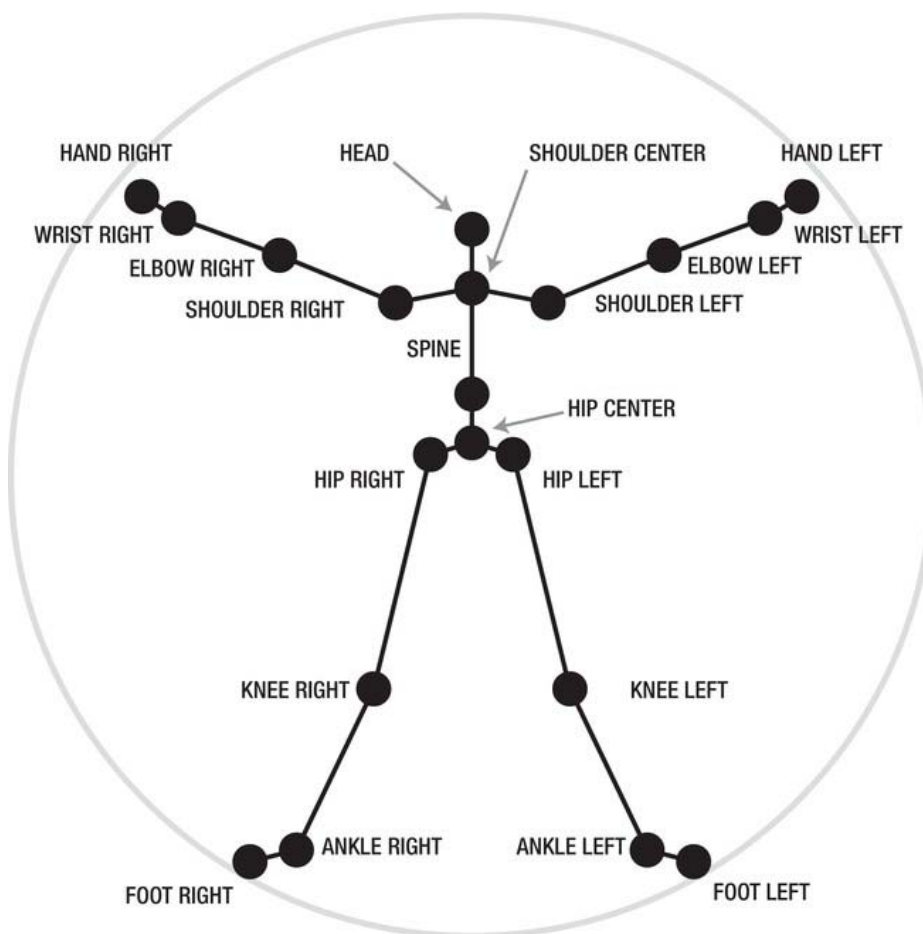 HAND RIGHT
HEAD
SHOULDER CENTER
HAND LEFT
WRIST RIGHT
WRIST LEFT
ELBOW RIGHT
ELBOW LEFT
SHOULDER RIGHT
SHOULDER LEFT
SPINE
HIP CENTER
HIP RIGHT
HIP LEFT
KNEE RIGHT
KNEE LEFT
ANKLE RIGHT
ANKLE LEFT
FOOT RIGHT
FOOT LEFT